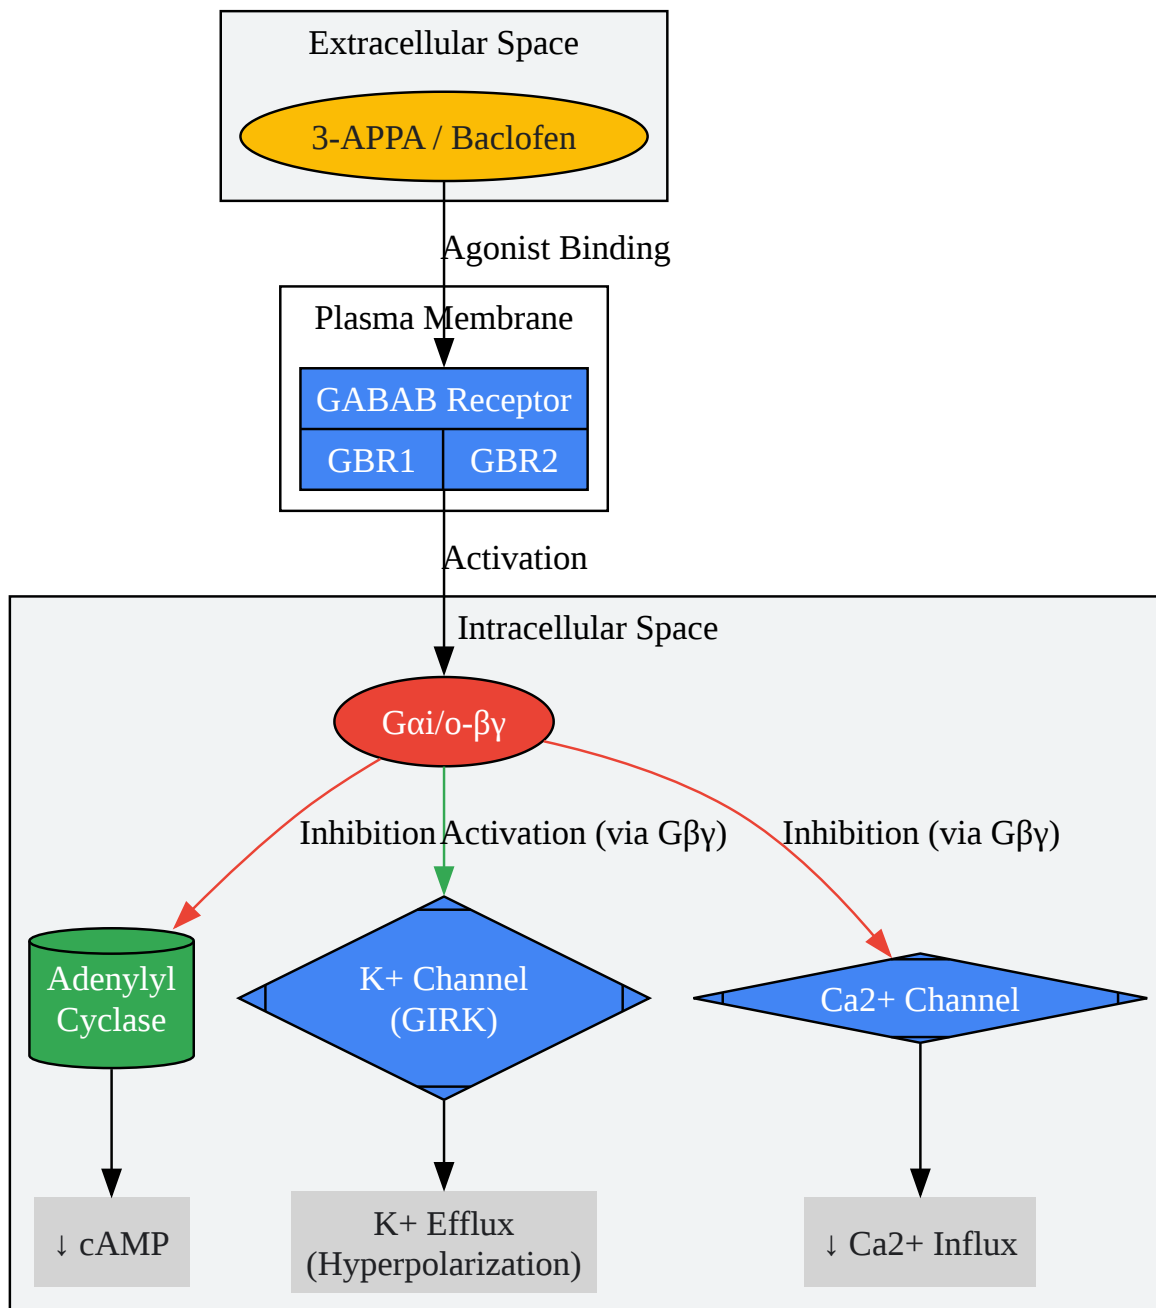 Extracellular Space
3-APPA / Baclofen
Agonist Binding
Plasma Membrane
GABAB Receptor
GBR1
GBR2
Activation
Intracellular Space
Gαi/o-βγ
Inhibition
Activation (via Gβγ)
Inhibition (via Gβγ)
Adenylyl
Cyclase
K+ Channel
(GIRK)
Ca2+ Channel
↓ cAMP
K+ Efflux
(Hyperpolarization)
↓ Ca2+ Influx